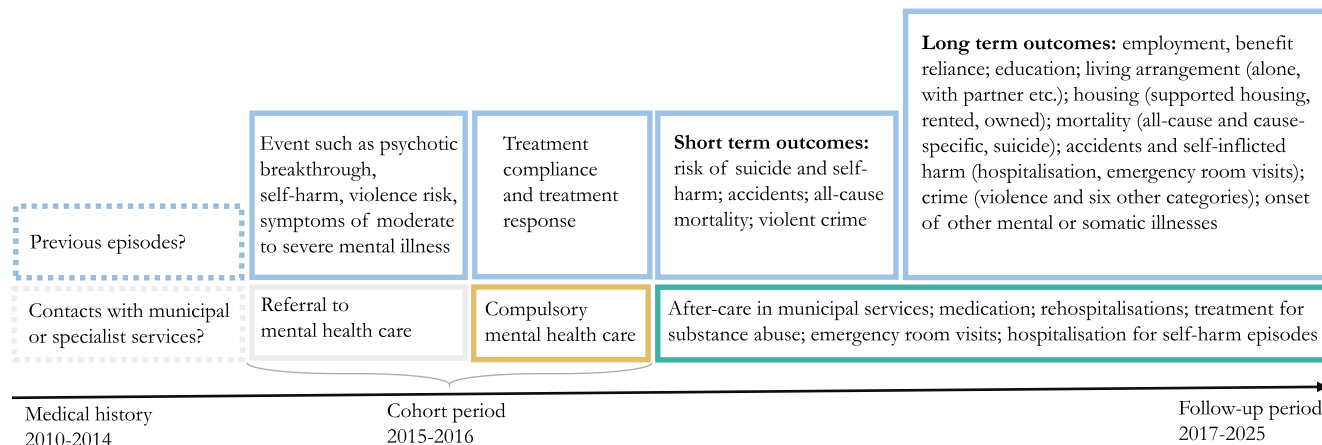 Previous episodes?
Event such as psychotic
breakthrough,
self-harm, violence risk,
symptoms of moderate
to severe mental illness
Treatment
compliance
and treatment
response
Short term outcomes:
risk of suicide and self-
harm; accidents; all-cause
mortality; violent crime
Long term outcomes: employment, benefit
reliance; education; living arrangement (alone,
with partner etc.); housing (supported housing,
rented, owned); mortality (all-cause and cause-
specific, suicide); accidents and self-inflicted
harm (hospitalisation, emergency room visits);
crime (violence and six other categories); onset
of other mental or somatic illnesses
Contacts with municipal
or specialist services?
Referral to
mental health care
Compulsory
mental health care
After-care in municipal services; medication; rehospitalisations; treatment for
substance abuse; emergency room visits; hospitalisation for self-harm episodes
Medical history
2010-2014
Cohort period
2015-2016
Follow-up period
2017-2025